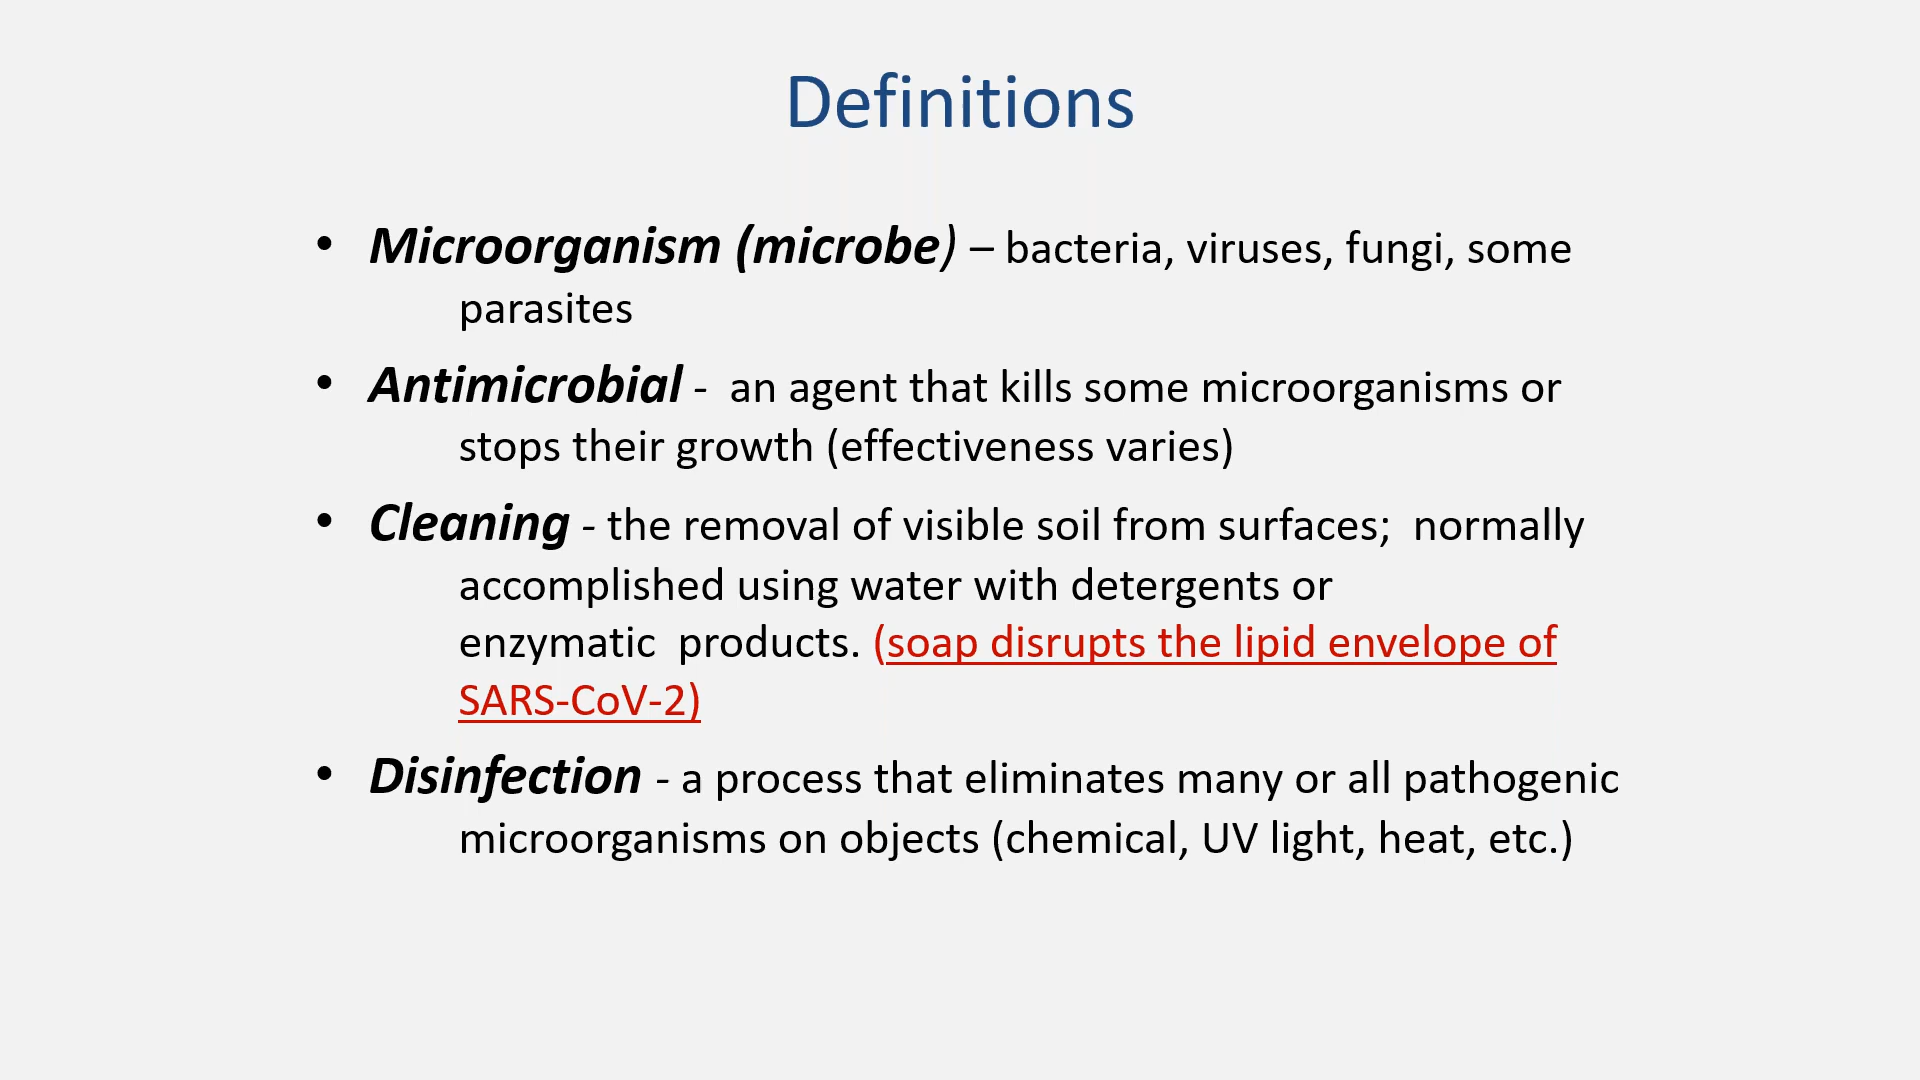 Definitions
• Microorganism (microbe) – bacteria, viruses, fungi, some
parasites
• Antimicrobial -  an agent that kills some microorganisms or
stops their growth (effectiveness varies)
• Cleaning - the removal of visible soil from surfaces;  normally
accomplished using water with detergents or
enzymatic  products. (soap disrupts the lipid envelope of
SARS-CoV-2)
• Disinfection - a process that eliminates many or all pathogenic
microorganisms on objects (chemical, UV light, heat, etc.)